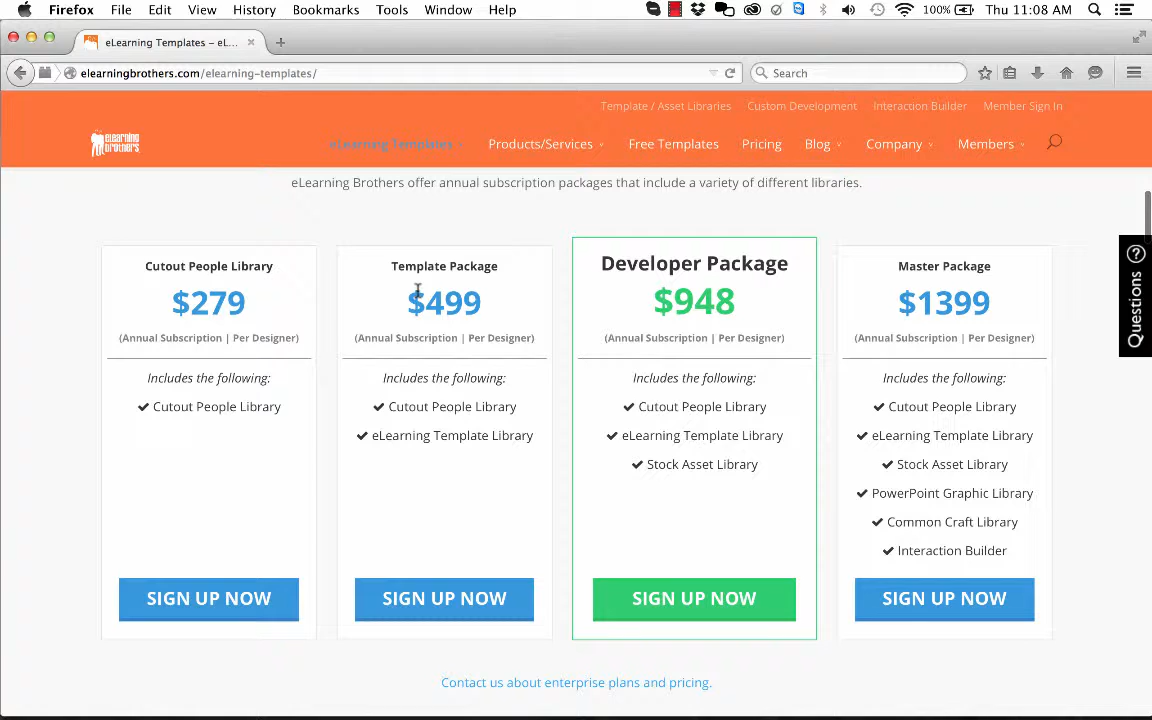 Firefox File Edit View History Bookmarks Tools Window Help 100% Thu 11:08 AM
eLearning Templates – eL...
elearningbrothers.com/elearning-templates/ Search
Template / Asset Libraries Custom Development Interaction Builder Member Sign In
eLearning Brothers eLearning Templates Products/Services Free Templates Pricing Blog Company Members
eLearning Brothers offer annual subscription packages that include a variety of different libraries.
Questions
Cutout People Library
$279
(Annual Subscription | Per Designer)
Includes the following:
Cutout People Library
SIGN UP NOW
Template Package
$499
(Annual Subscription | Per Designer)
Includes the following:
Cutout People Library
eLearning Template Library
SIGN UP NOW
Developer Package
$948
(Annual Subscription | Per Designer)
Includes the following:
Cutout People Library
eLearning Template Library
Stock Asset Library
SIGN UP NOW
Master Package
$1399
(Annual Subscription | Per Designer)
Includes the following:
Cutout People Library
eLearning Template Library
Stock Asset Library
PowerPoint Graphic Library
Common Craft Library
Interaction Builder
SIGN UP NOW
Contact us about enterprise plans and pricing.